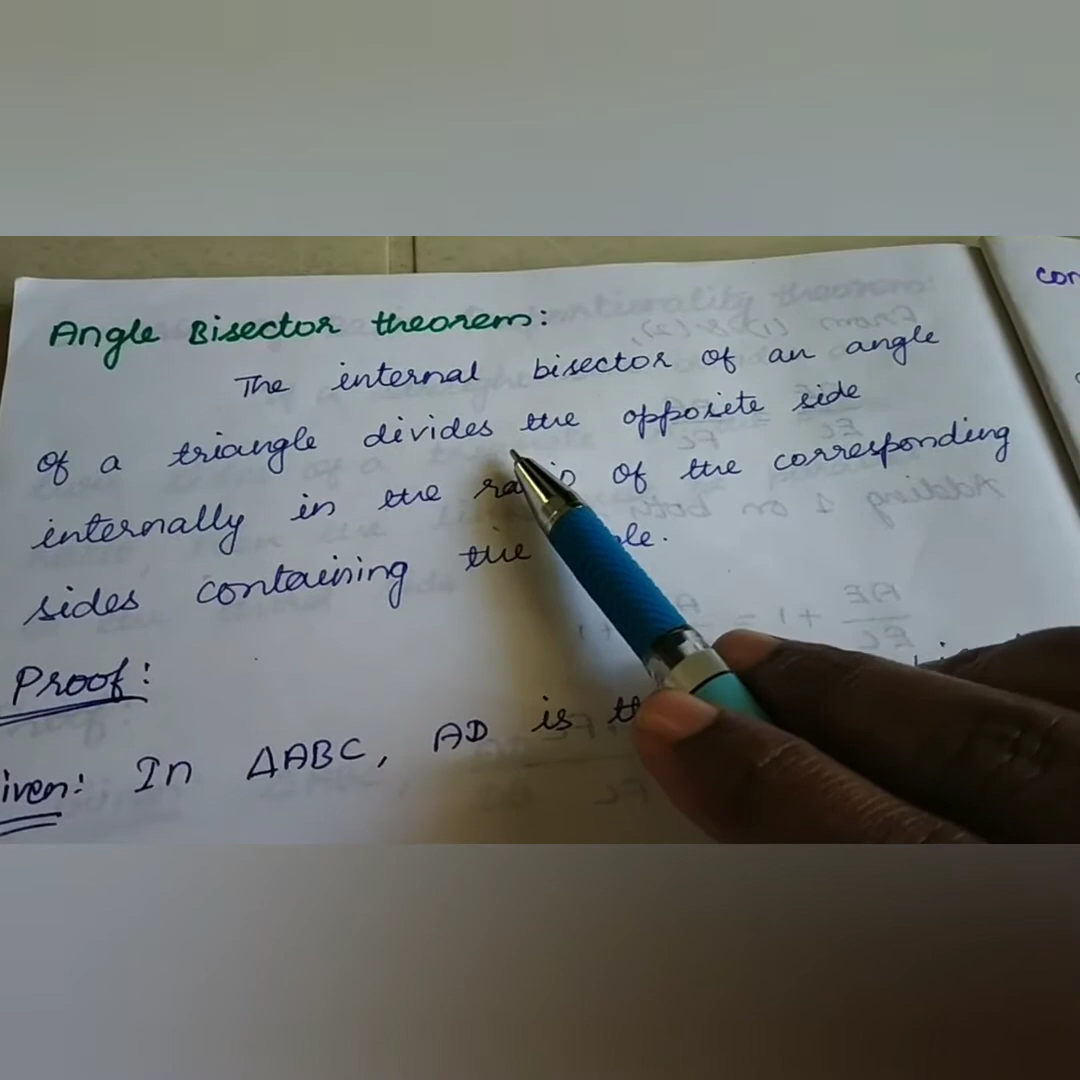 Angle Bisector theorem:
The internal bisector of an angle
of a triangle divides the opposite side
internally in the of the corresponding
sides containing the
Proof:
iven: In ΔABC, AD is